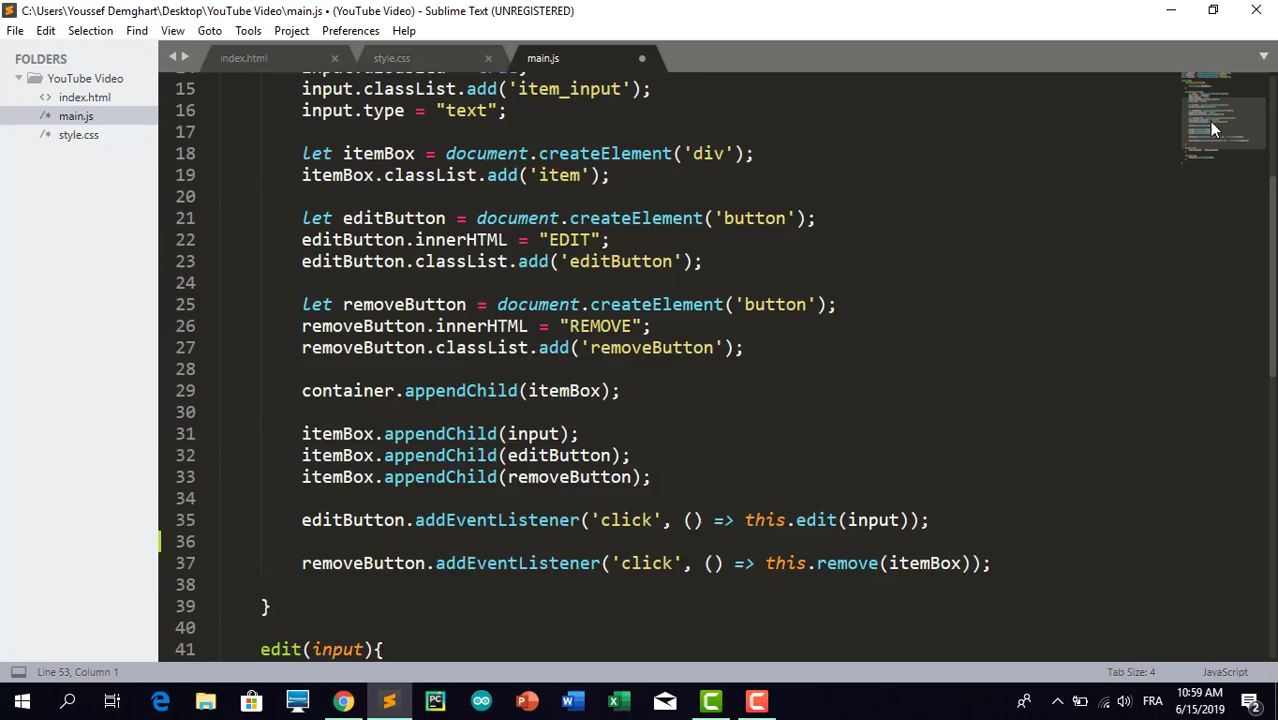 C:\Users\Youssef Demghart\Desktop\YouTube Video\main.js • (YouTube Video) - Sublime Text (UNREGISTERED)
File Edit Selection Find View Goto Tools Project Preferences Help
FOLDERS
YouTube Video
index.html
main.js
style.css
index.html style.css main.js
15 input.classList.add('item_input');
16 input.type = "text";
17
18 let itemBox = document.createElement('div');
19 itemBox.classList.add('item');
20
21 let editButton = document.createElement('button');
22 editButton.innerHTML = "EDIT";
23 editButton.classList.add('editButton');
24
25 let removeButton = document.createElement('button');
26 removeButton.innerHTML = "REMOVE";
27 removeButton.classList.add('removeButton');
28
29 container.appendChild(itemBox);
30
31 itemBox.appendChild(input);
32 itemBox.appendChild(editButton);
33 itemBox.appendChild(removeButton);
34
35 editButton.addEventListener('click', () => this.edit(input));
36
37 removeButton.addEventListener('click', () => this.remove(itemBox));
38
39 }
40
41 edit(input){
Line 53, Column 1 Tab Size: 4 JavaScript
FRA 10:59 AM
6/15/2019
2